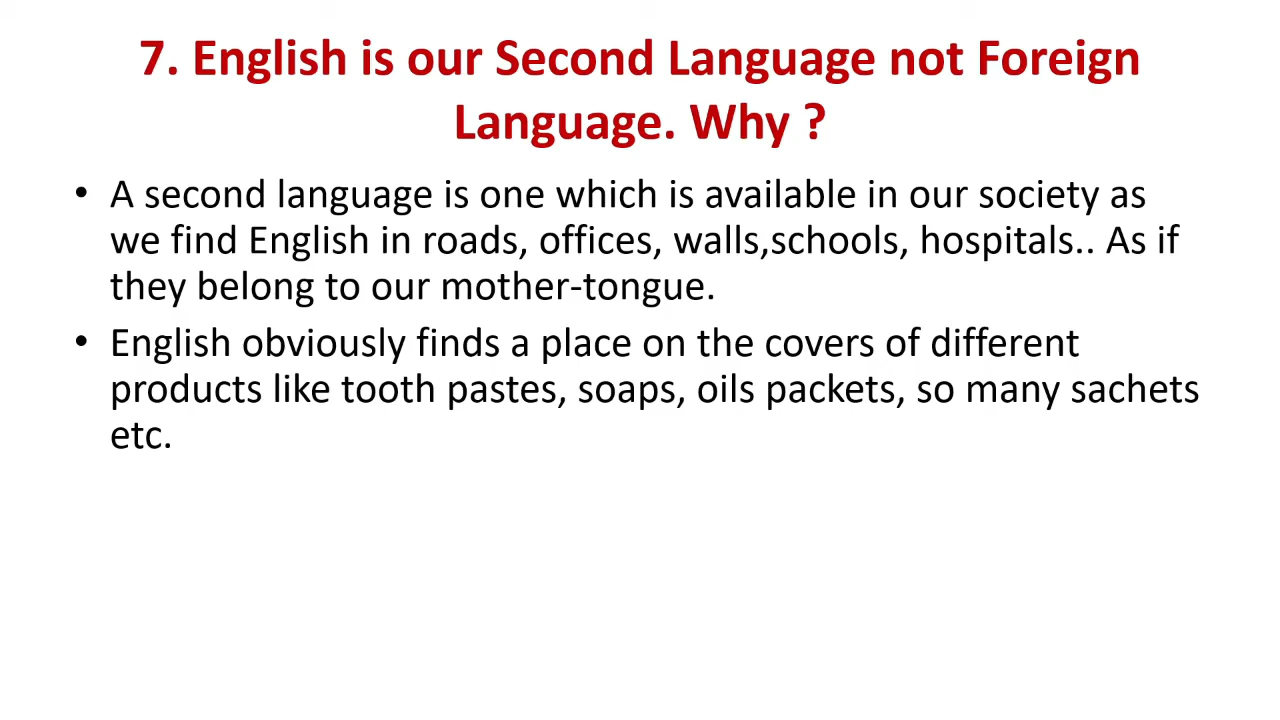 7. English is our Second Language not Foreign
Language. Why ?
• A second language is one which is available in our society as
we find English in roads, offices, walls,schools, hospitals.. As if
they belong to our mother-tongue.
• English obviously finds a place on the covers of different
products like tooth pastes, soaps, oils packets, so many sachets
etc.